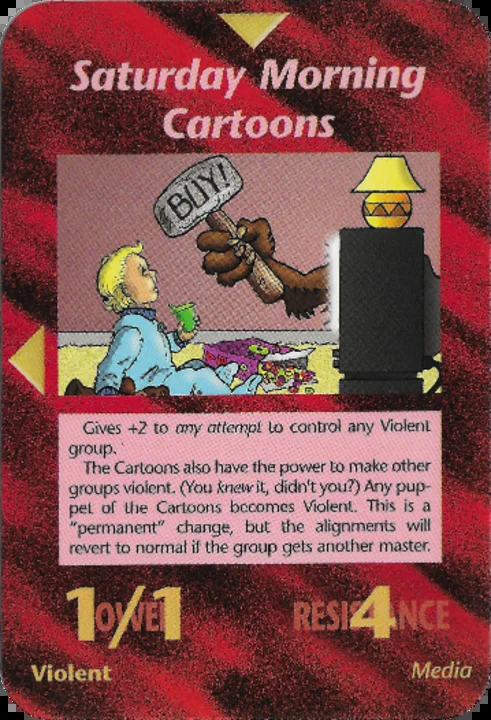 Saturday Morning
Cartoons
BUY!
Gives +2 to any attempt to control any Violent
group.
The Cartoons also have the power to make other
groups violent. (You knew it, didn't you?) Any pup-
pet of the Cartoons becomes Violent. This is a
"permanent" change, but the alignments will
revert to normal if the group gets another master.
POWER 1/1 RESISTANCE 4
Violent Media